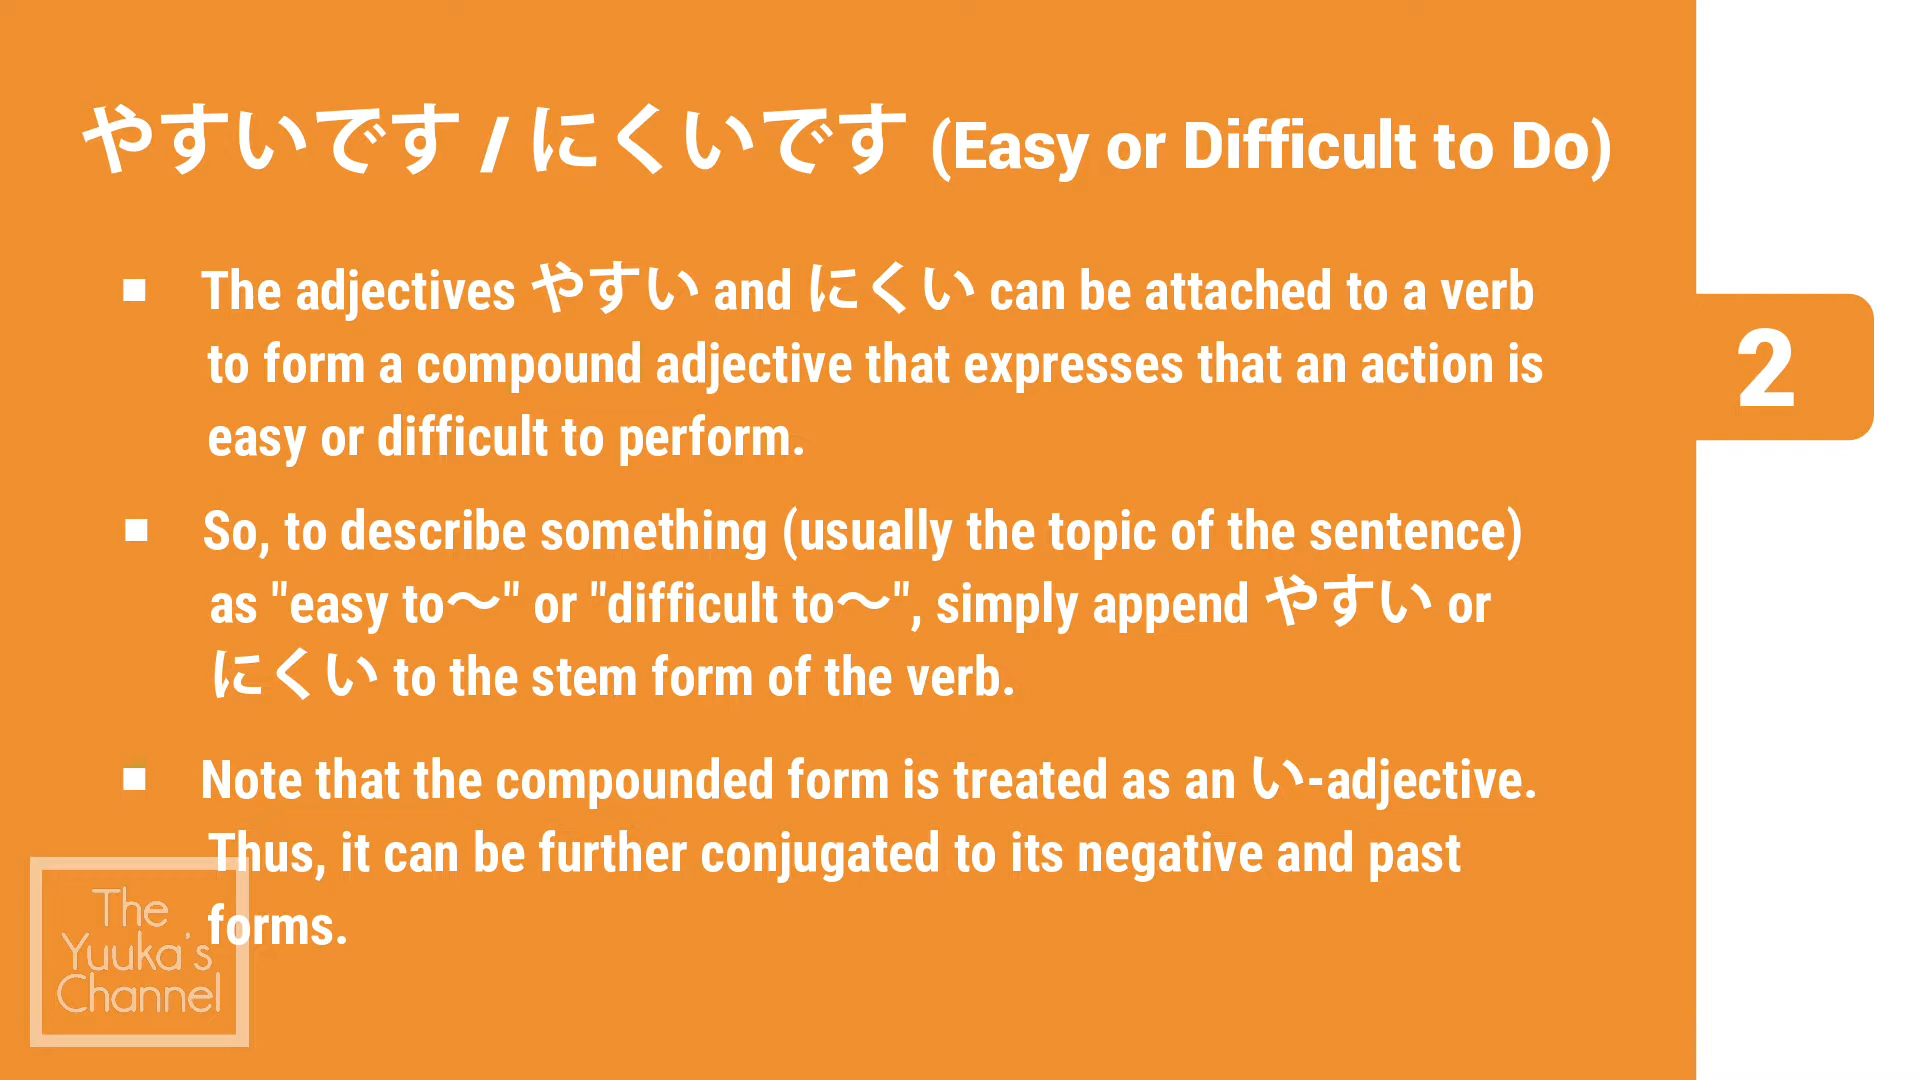 やすいです / にくいです (Easy or Difficult to Do)
■ The adjectives やすい and にくい can be attached to a verb
to form a compound adjective that expresses that an action is
easy or difficult to perform.
■ So, to describe something (usually the topic of the sentence)
as "easy to〜" or "difficult to〜", simply append やすい or
にくい to the stem form of the verb.
■ Note that the compounded form is treated as an い-adjective.
Thus, it can be further conjugated to its negative and past
forms.
2
The
Yuuka's
Channel